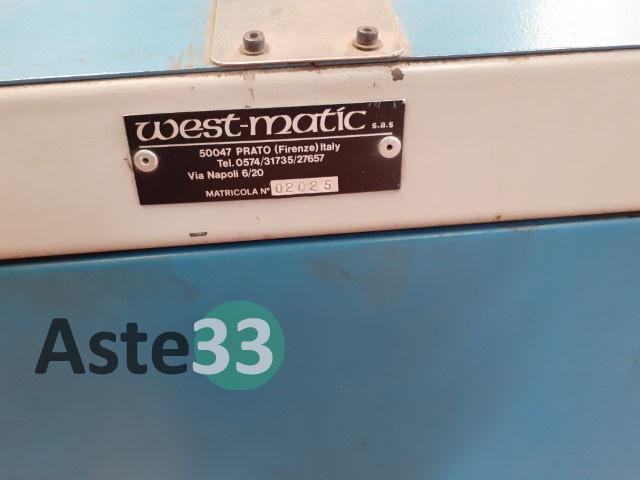 west-matic s.a.s
50047 PRATO (Firenze) Italy
Tel. 0574/31735/27657
Via Napoli 6/20
MATRICOLA N° 02025
Aste33